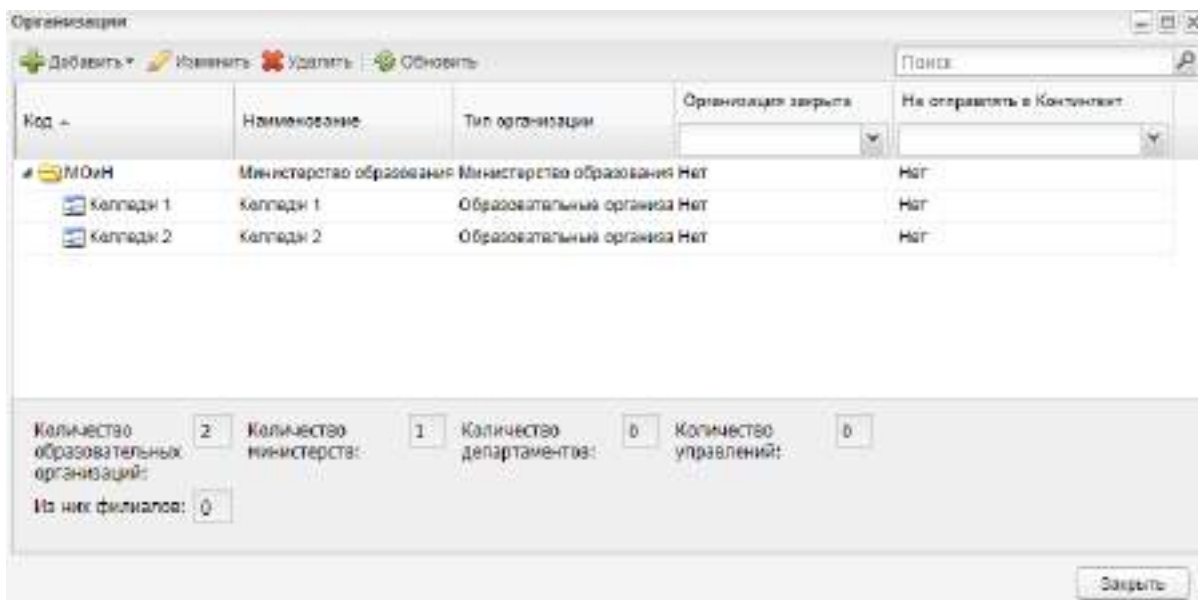 Организации
Добавить Изменить Удалить Обновить Поиск
Код Наименование Тип организации Организация закрыта Не отправлять в Контингент
МОиН Министерство образования Министерство образования Нет Нет
Колледж 1 Колледж 1 Образовательные организа Нет Нет
Колледж 2 Колледж 2 Образовательные организа Нет Нет
Количество образовательных организаций: 2 Количество министерств: 1 Количество департаментов: 0 Количество управлений: 0
Из них филиалов: 0
Закрыть